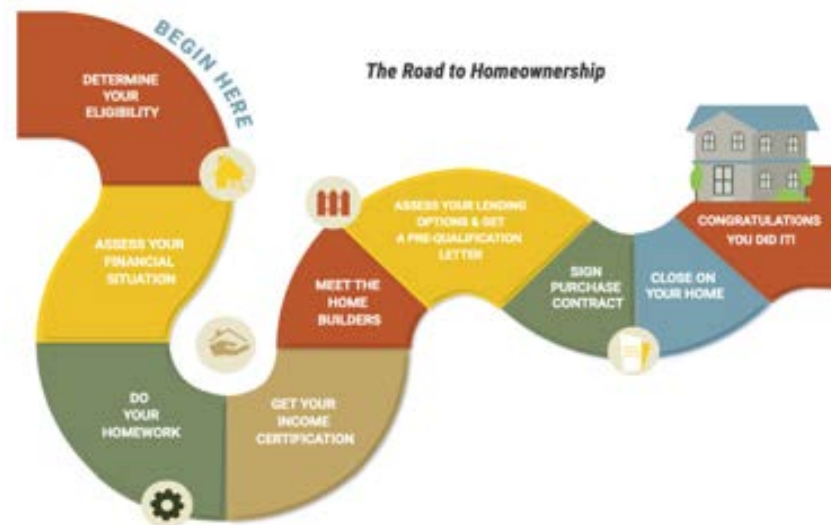 BEGIN HERE
The Road to Homeownership
DETERMINE
YOUR
ELIGIBILITY
ASSESS YOUR
FINANCIAL
SITUATION
DO
YOUR
HOMEWORK
GET YOUR
INCOME
CERTIFICATION
MEET THE
HOME
BUILDERS
ASSESS YOUR LENDING
OPTIONS & GET
A PRE-QUALIFICATION
LETTER
SIGN
PURCHASE
CONTRACT
CLOSE ON
YOUR HOME
CONGRATULATIONS
YOU DID IT!